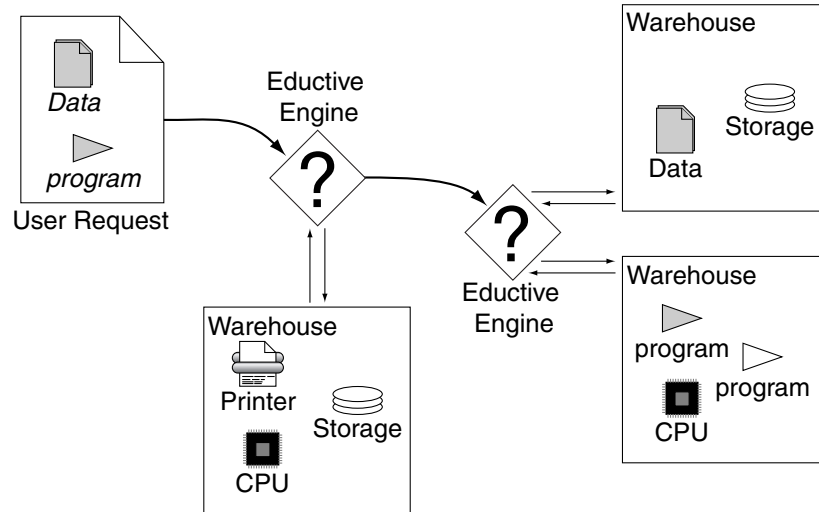 Data
program
User Request
Eductive
Engine
?
Warehouse
Printer
Storage
CPU
?
Eductive
Engine
Warehouse
Storage
Data
Warehouse
program
program
CPU